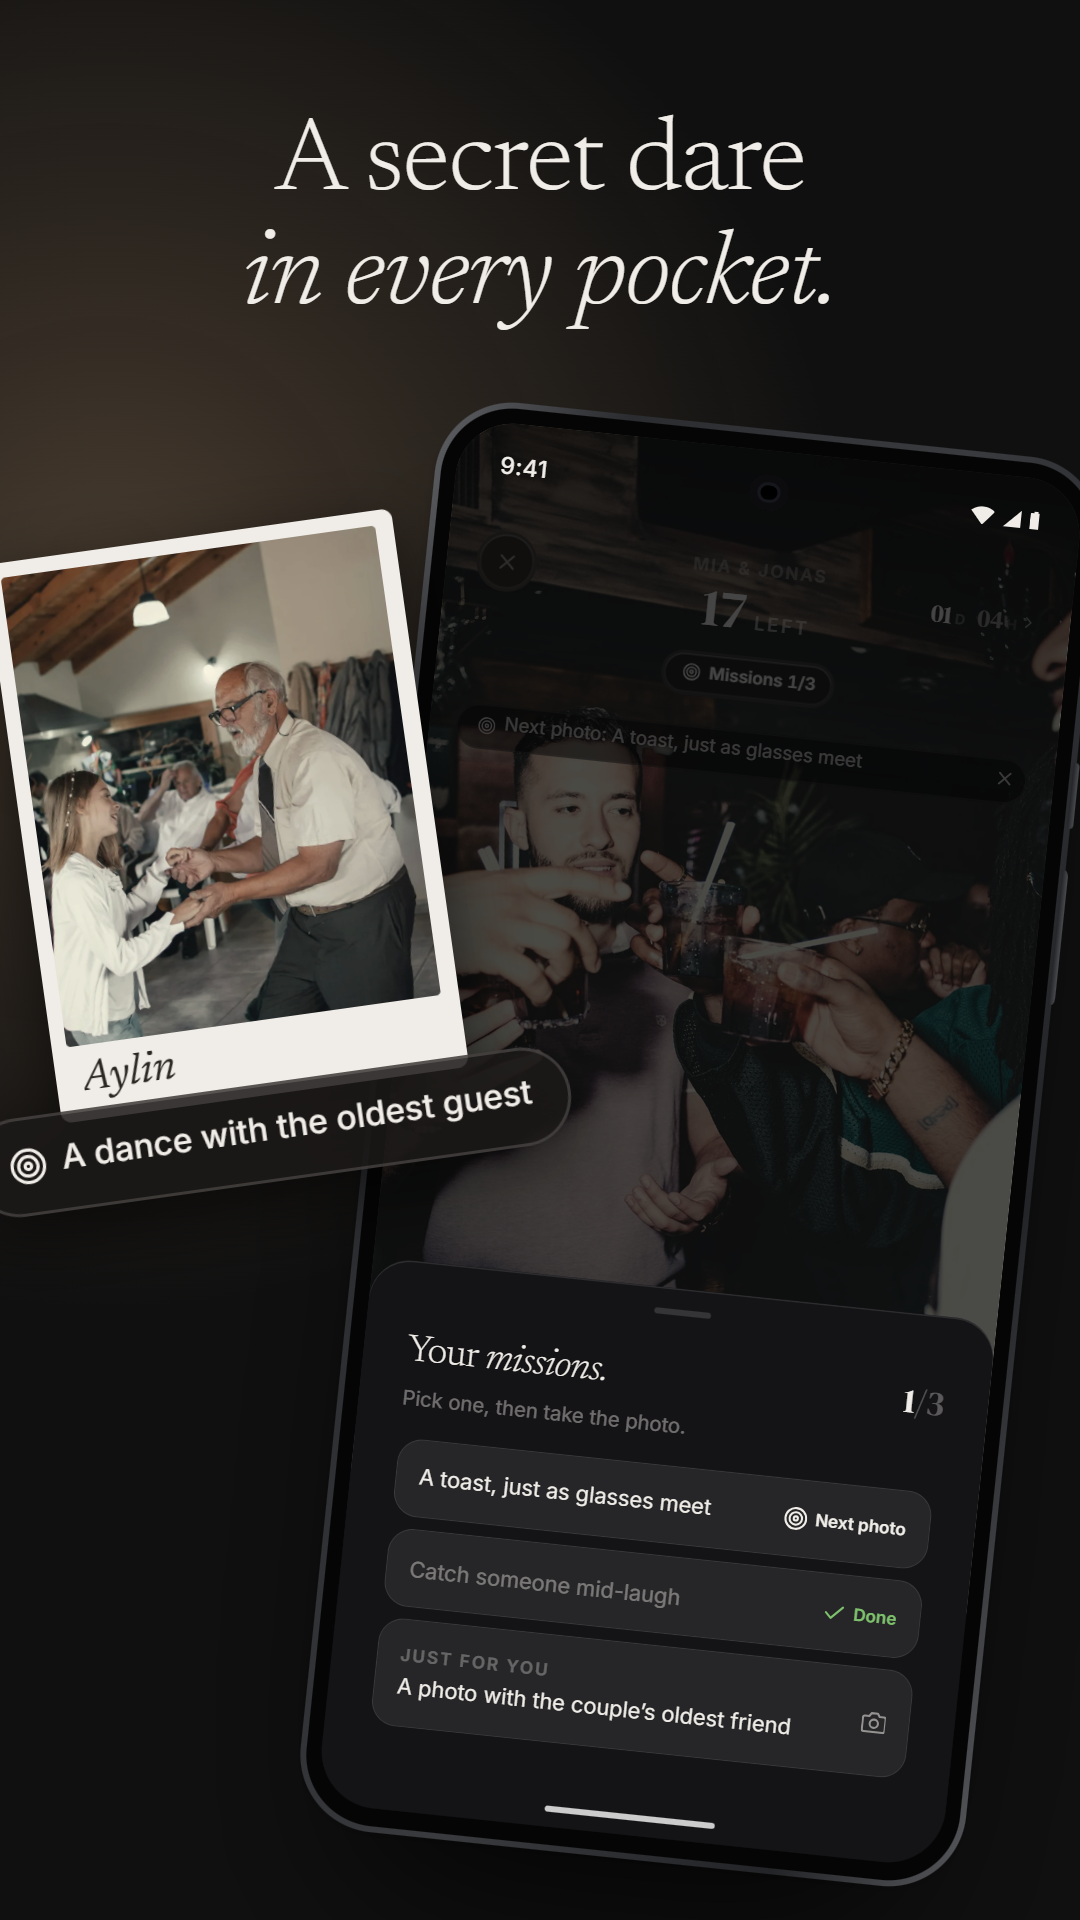 A secret dare
in every pocket.
9:41
MIA & JONAS
17 LEFT
01D 04H
Missions 1/3
Next photo: A toast, just as glasses meet
Aylin
A dance with the oldest guest
Your missions.
1/3
Pick one, then take the photo.
A toast, just as glasses meet
Next photo
Catch someone mid-laugh
Done
JUST FOR YOU
A photo with the couple’s oldest friend